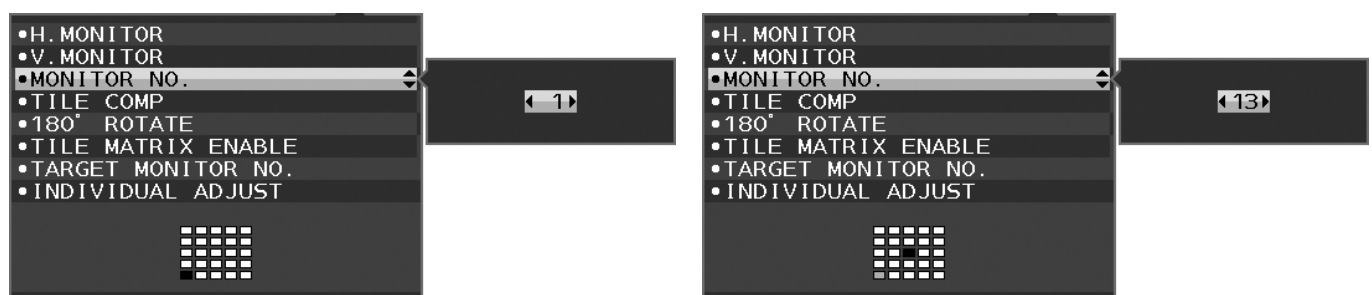 •H.MONITOR
•V.MONITOR
•MONITOR NO.
•TILE COMP
•180° ROTATE
•TILE MATRIX ENABLE
•TARGET MONITOR NO.
•INDIVIDUAL ADJUST
1
•H.MONITOR
•V.MONITOR
•MONITOR NO.
•TILE COMP
•180° ROTATE
•TILE MATRIX ENABLE
•TARGET MONITOR NO.
•INDIVIDUAL ADJUST
13